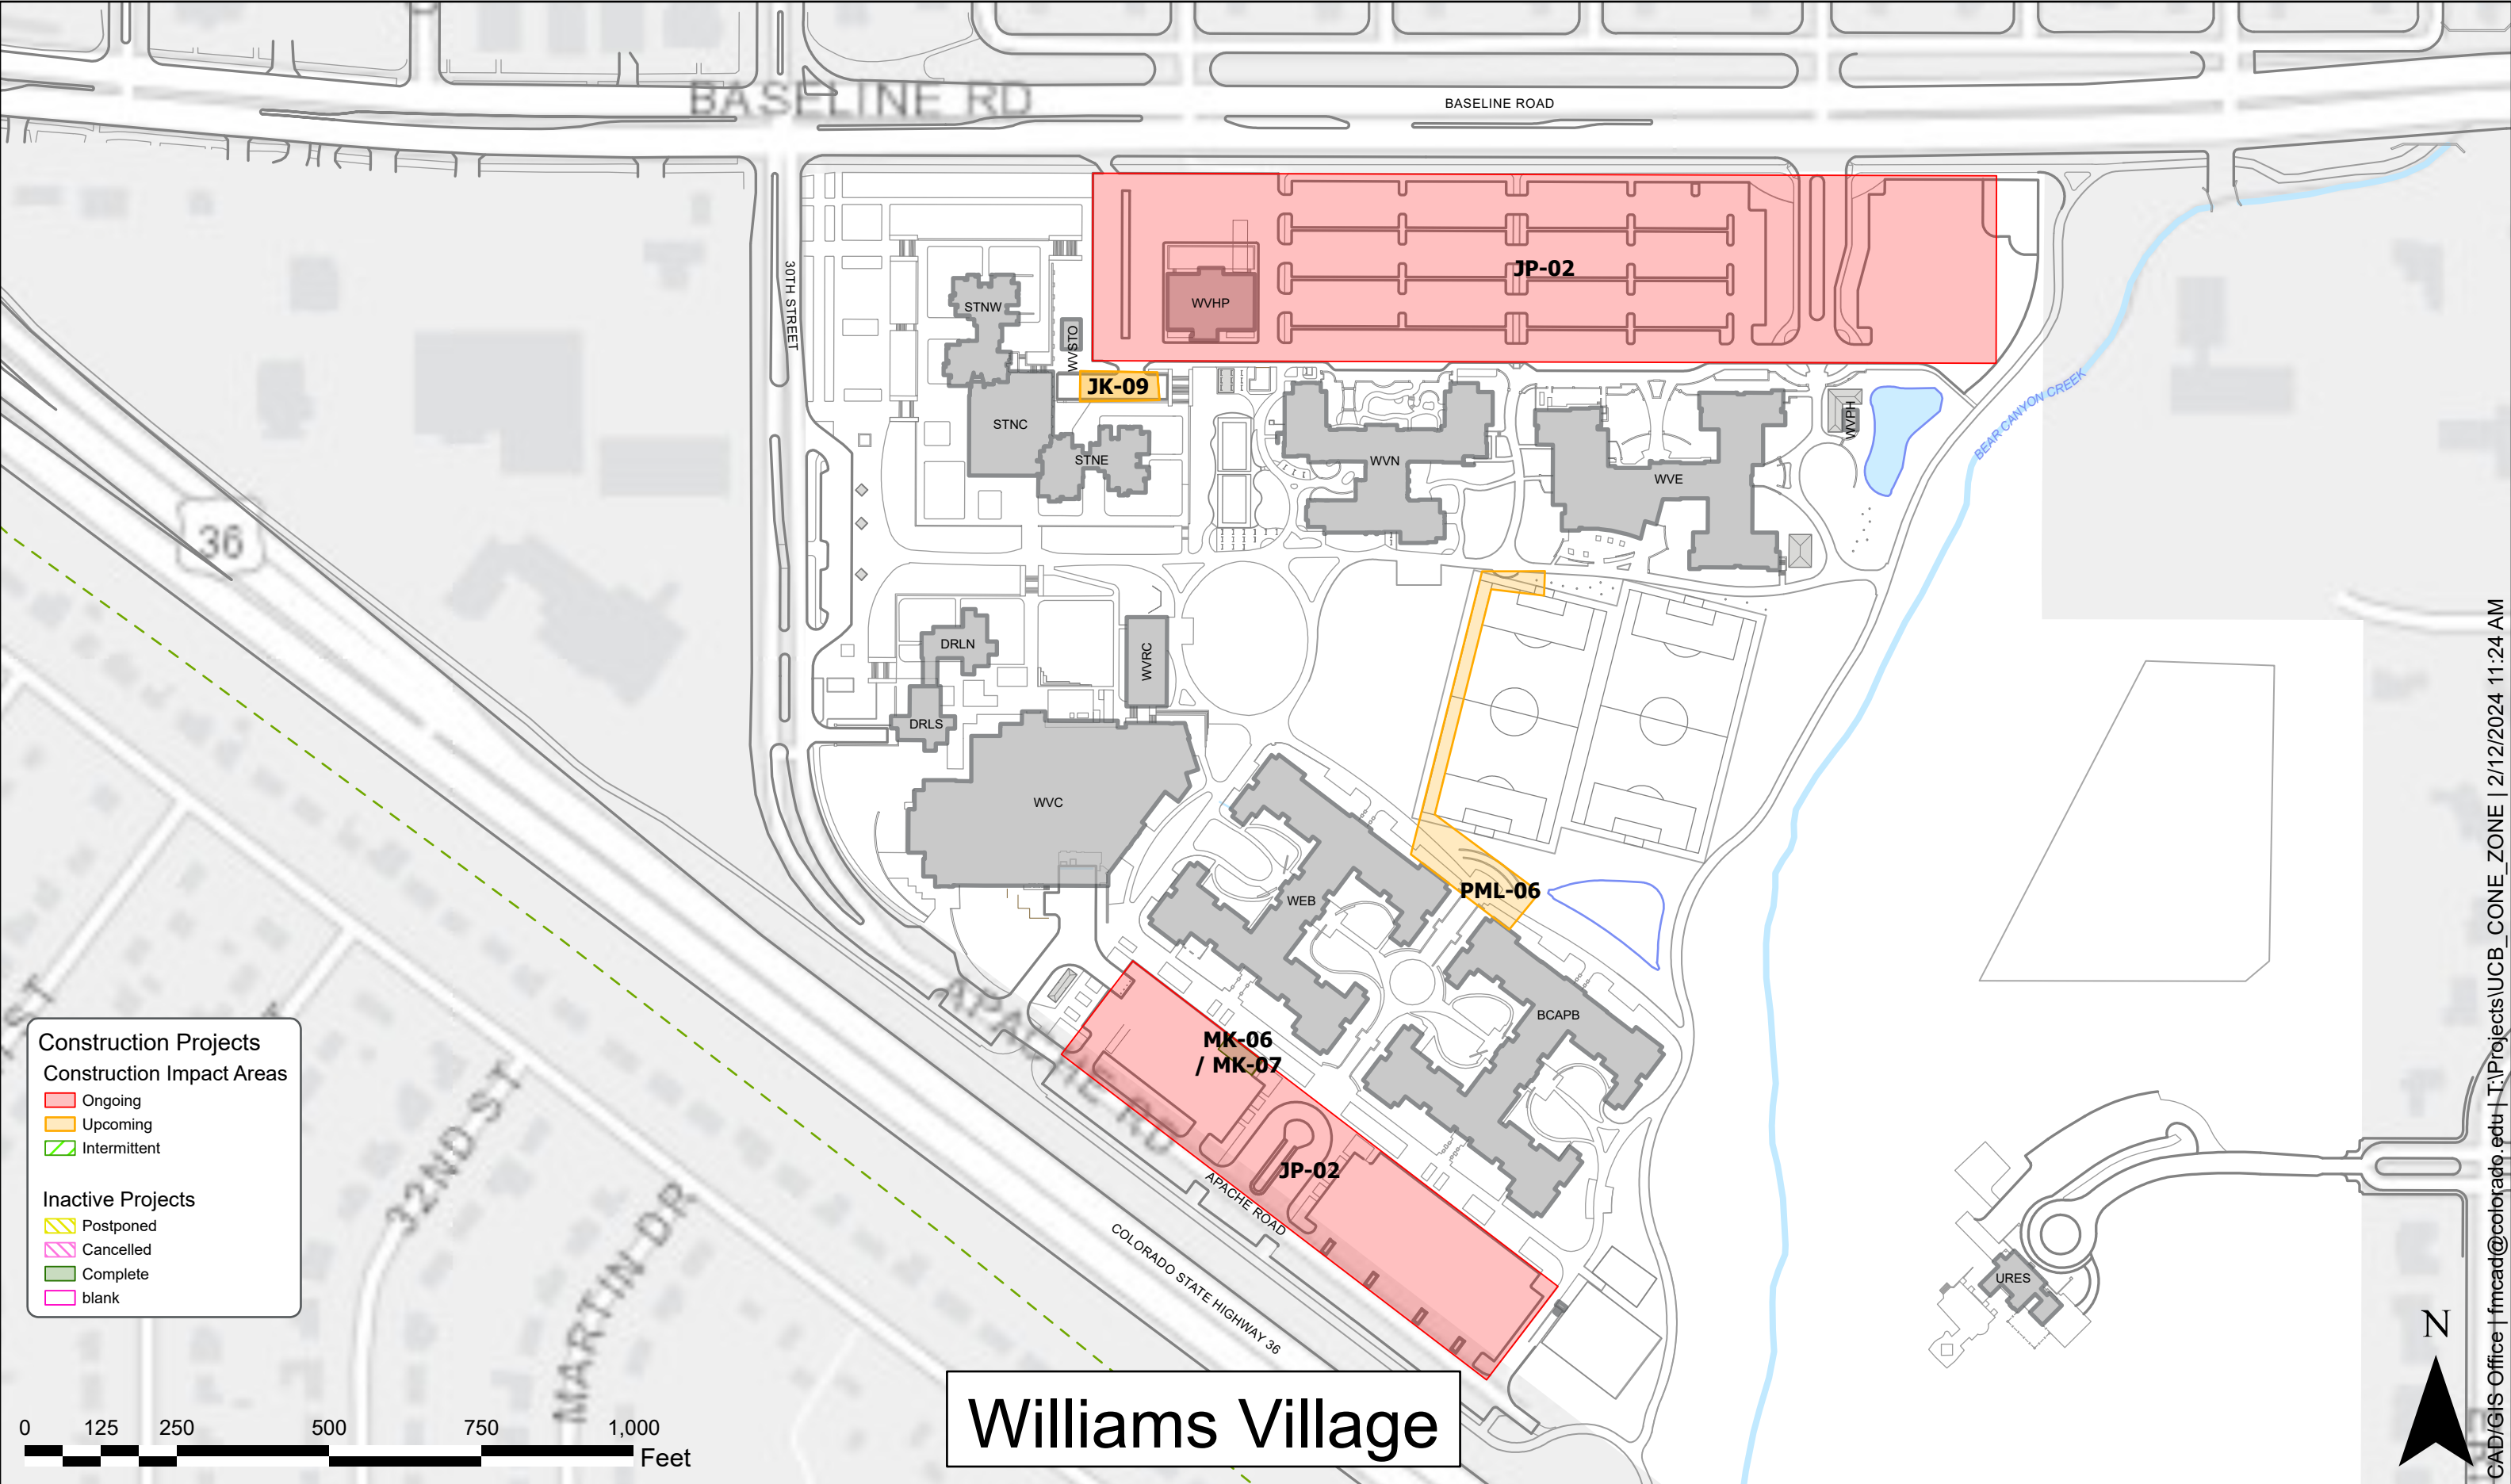 BASELINE RD
BASELINE ROAD
30TH STREET
JP-02
WVHP
STNW
WVSTO
JK-09
STNC
STNE
WVN
WVE
WVPH
BEAR CANYON CREEK
36
DRLN
WVRC
DRLS
WVC
WEB
PML-06
BCAPB
MK-06
/ MK-07
JP-02
APACHE RD
APACHE ROAD
COLORADO STATE HIGHWAY 36
32ND ST
MARTIN DR
ST
URES
Construction Projects
Construction Impact Areas
Ongoing
Upcoming
Intermittent
Inactive Projects
Postponed
Cancelled
Complete
blank
0 125 250 500 750 1,000
Feet
Williams Village
N
CAD/GIS Office | fmcad@colorado.edu | T:\Projects\UCB_CONE_ZONE | 2/12/2024 11:24 AM